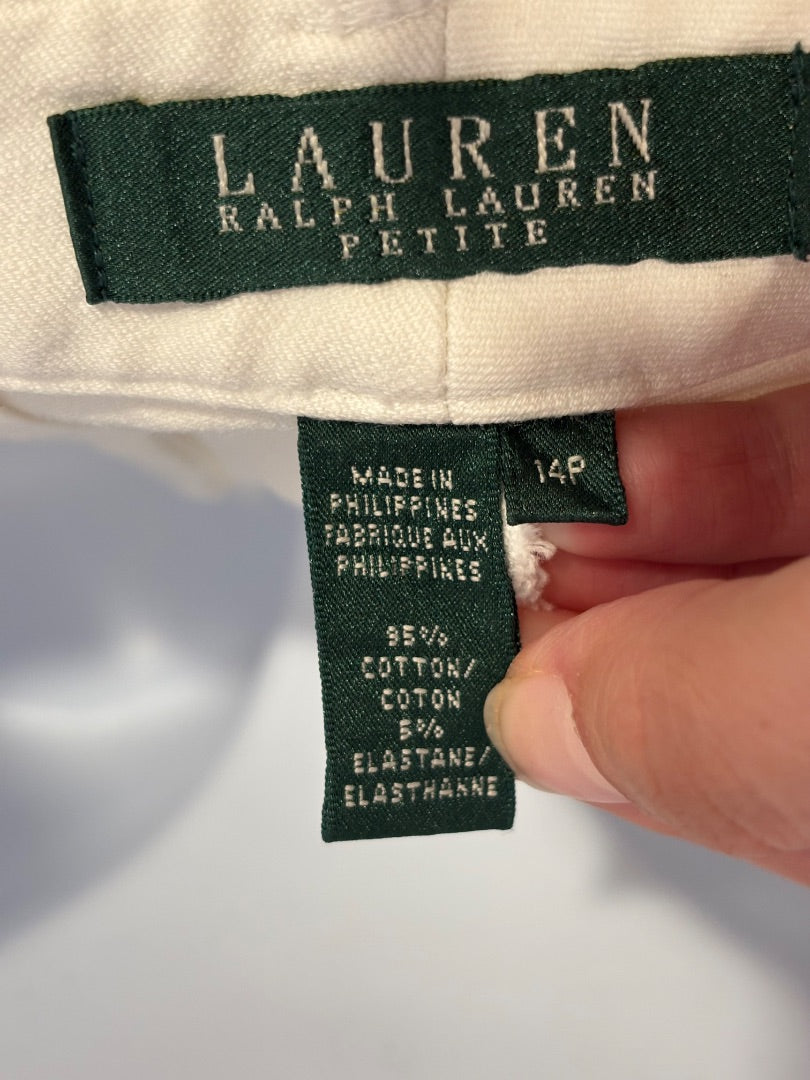 LAUREN
RALPH LAUREN
PETITE
14P
MADE IN
PHILIPPINES
FABRIQUE AUX
PHILIPPINES
95%
COTTON/
COTON
5%
ELASTANE/
ELASTHANNE